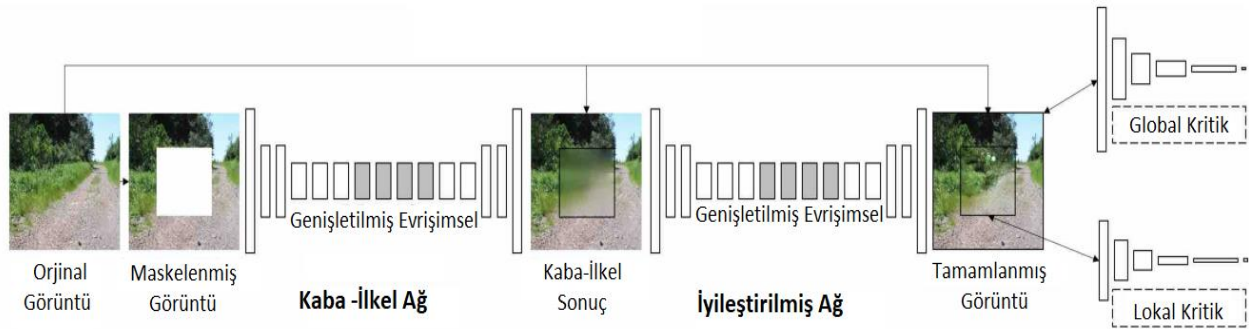 Orjinal
Görüntü
Maskelenmiş
Görüntü
Genişletilmiş Evrişimsel
Kaba -İlkel Ağ
Kaba-İlkel
Sonuç
Genişletilmiş Evrişimsel
İyileştirilmiş Ağ
Tamamlanmış
Görüntü
Global Kritik
Lokal Kritik